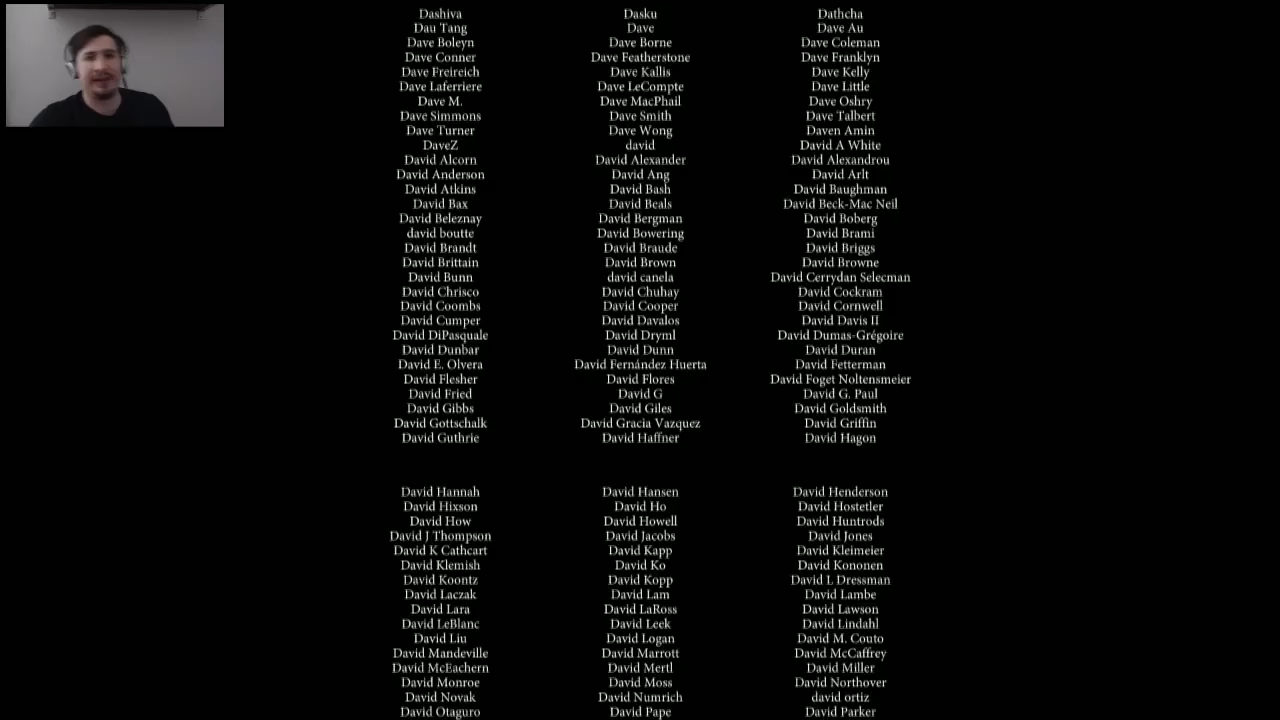 Dashiva Dasku Dathcha
Dau Tang Dave Dave Au
Dave Boleyn Dave Borne Dave Coleman
Dave Conner Dave Featherstone Dave Franklyn
Dave Freireich Dave Kallis Dave Kelly
Dave Laferriere Dave LeCompte Dave Little
Dave M. Dave MacPhail Dave Oshry
Dave Simmons Dave Smith Dave Talbert
Dave Turner Dave Wong Daven Amin
DaveZ david David A White
David Alcorn David Alexander David Alexandrou
David Anderson David Ang David Arlt
David Atkins David Bash David Baughman
David Bax David Beals David Beck-Mac Neil
David Beleznay David Bergman David Boberg
david boutte David Bowering David Brami
David Brandt David Braude David Briggs
David Brittain David Brown David Browne
David Bunn david canela David Cerrydan Selecman
David Chrisco David Chuhay David Cockram
David Coombs David Cooper David Cornwell
David Cumper David Davalos David Davis II
David DiPasquale David Dryml David Dumas-Grégoire
David Dunbar David Dunn David Duran
David E. Olvera David Fernández Huerta David Fetterman
David Flesher David Flores David Foget Noltensmeier
David Fried David G David G. Paul
David Gibbs David Giles David Goldsmith
David Gottschalk David Gracia Vazquez David Griffin
David Guthrie David Haffner David Hagon
David Hannah David Hansen David Henderson
David Hixson David Ho David Hostetler
David How David Howell David Huntrods
David J Thompson David Jacobs David Jones
David K Cathcart David Kapp David Kleimeier
David Klemish David Ko David Kononen
David Koontz David Kopp David L Dressman
David Laczak David Lam David Lambe
David Lara David LaRoss David Lawson
David LeBlanc David Leek David Lindahl
David Liu David Logan David M. Couto
David Mandeville David Marrott David McCaffrey
David McEachern David Mertl David Miller
David Monroe David Moss David Northover
David Novak David Numrich david ortiz
David Otaguro David Pape David Parker